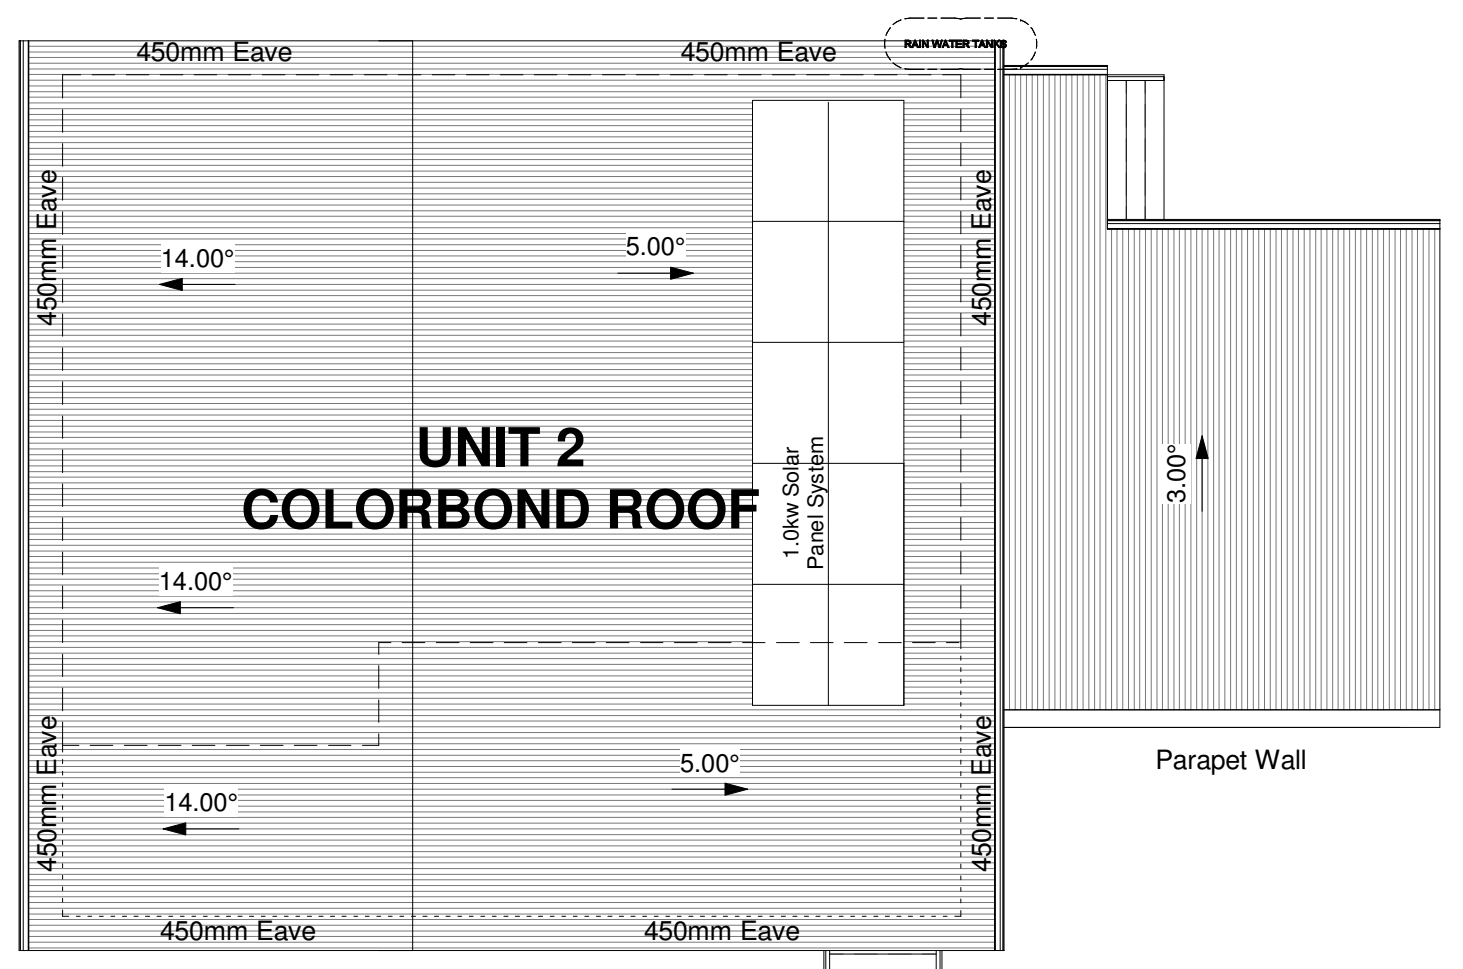 450mm Eave
450mm Eave
RAIN WATER TANKS
450mm Eave
450mm Eave
14.00°
5.00°
UNIT 2
COLORBOND ROOF
1.0kw Solar
Panel System
3.00°
14.00°
450mm Eave
450mm Eave
5.00°
Parapet Wall
14.00°
450mm Eave
450mm Eave